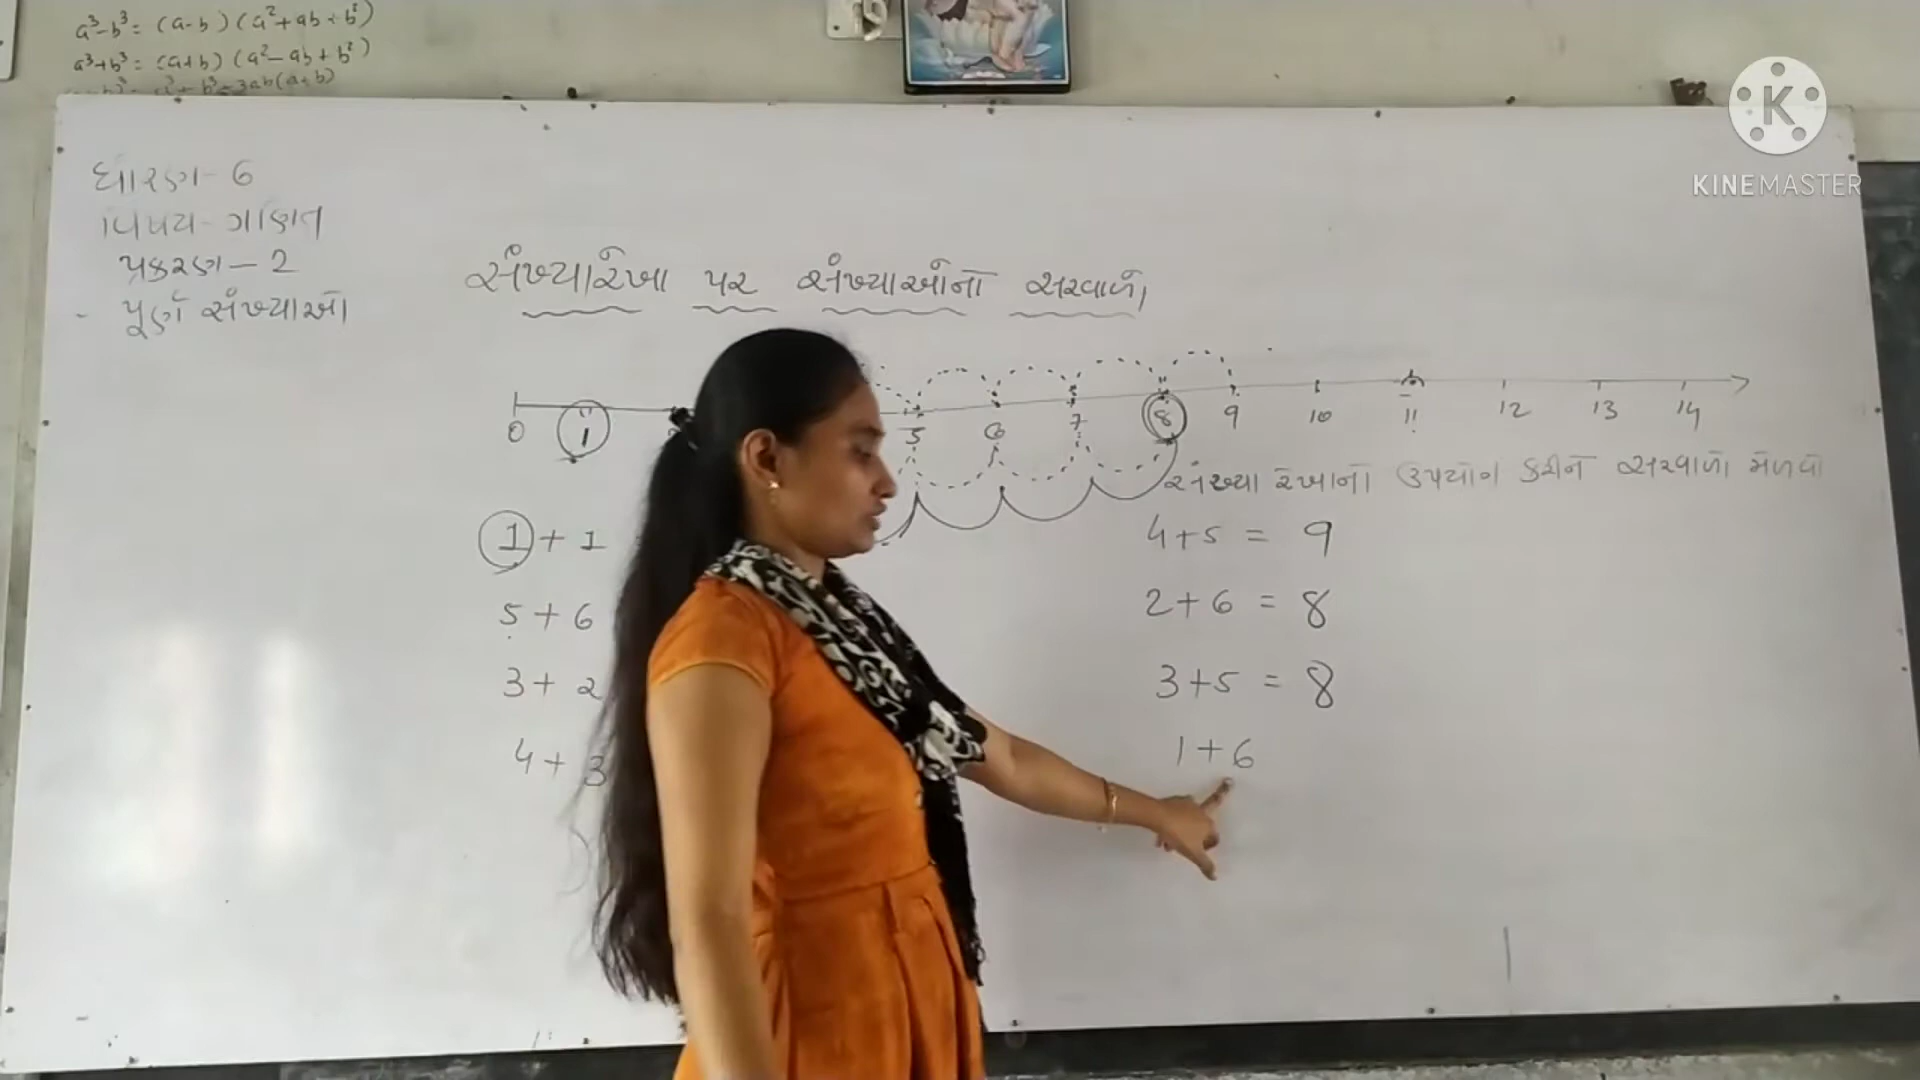 a³-b³ = (a-b) (a²+ab+b²)
a³+b³ = (a+b) (a²-ab+b²)
KINEMASTER
ધોરણ- 6
વિષય- ગણિત
પ્રકરણ - 2
- પૂર્ણ સંખ્યાઓ
સંખ્યારેખા પર સંખ્યાઓનો સરવાળો
0 1 5 6 7 8 9 10 11 12 13 14
સંખ્યા રેખાનો ઉપયોગ કરીને સરવાળો મેળવો
1 + 1
5 + 6
3 + 2
4 + 3
4+5 = 9
2+6 = 8
3+5 = 8
1+6